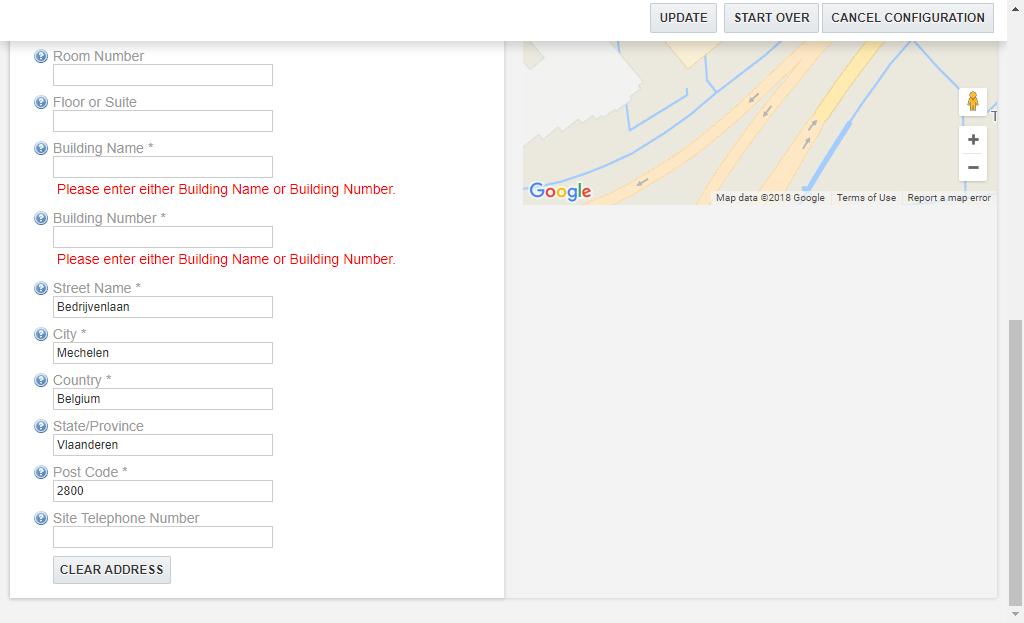 UPDATE START OVER CANCEL CONFIGURATION
Room Number
Floor or Suite
Building Name *
Please enter either Building Name or Building Number.
Building Number *
Please enter either Building Name or Building Number.
Street Name *
Bedrijvenlaan
City *
Mechelen
Country *
Belgium
State/Province
Vlaanderen
Post Code *
2800
Site Telephone Number
CLEAR ADDRESS
T
Google
Map data ©2018 Google Terms of Use Report a map error